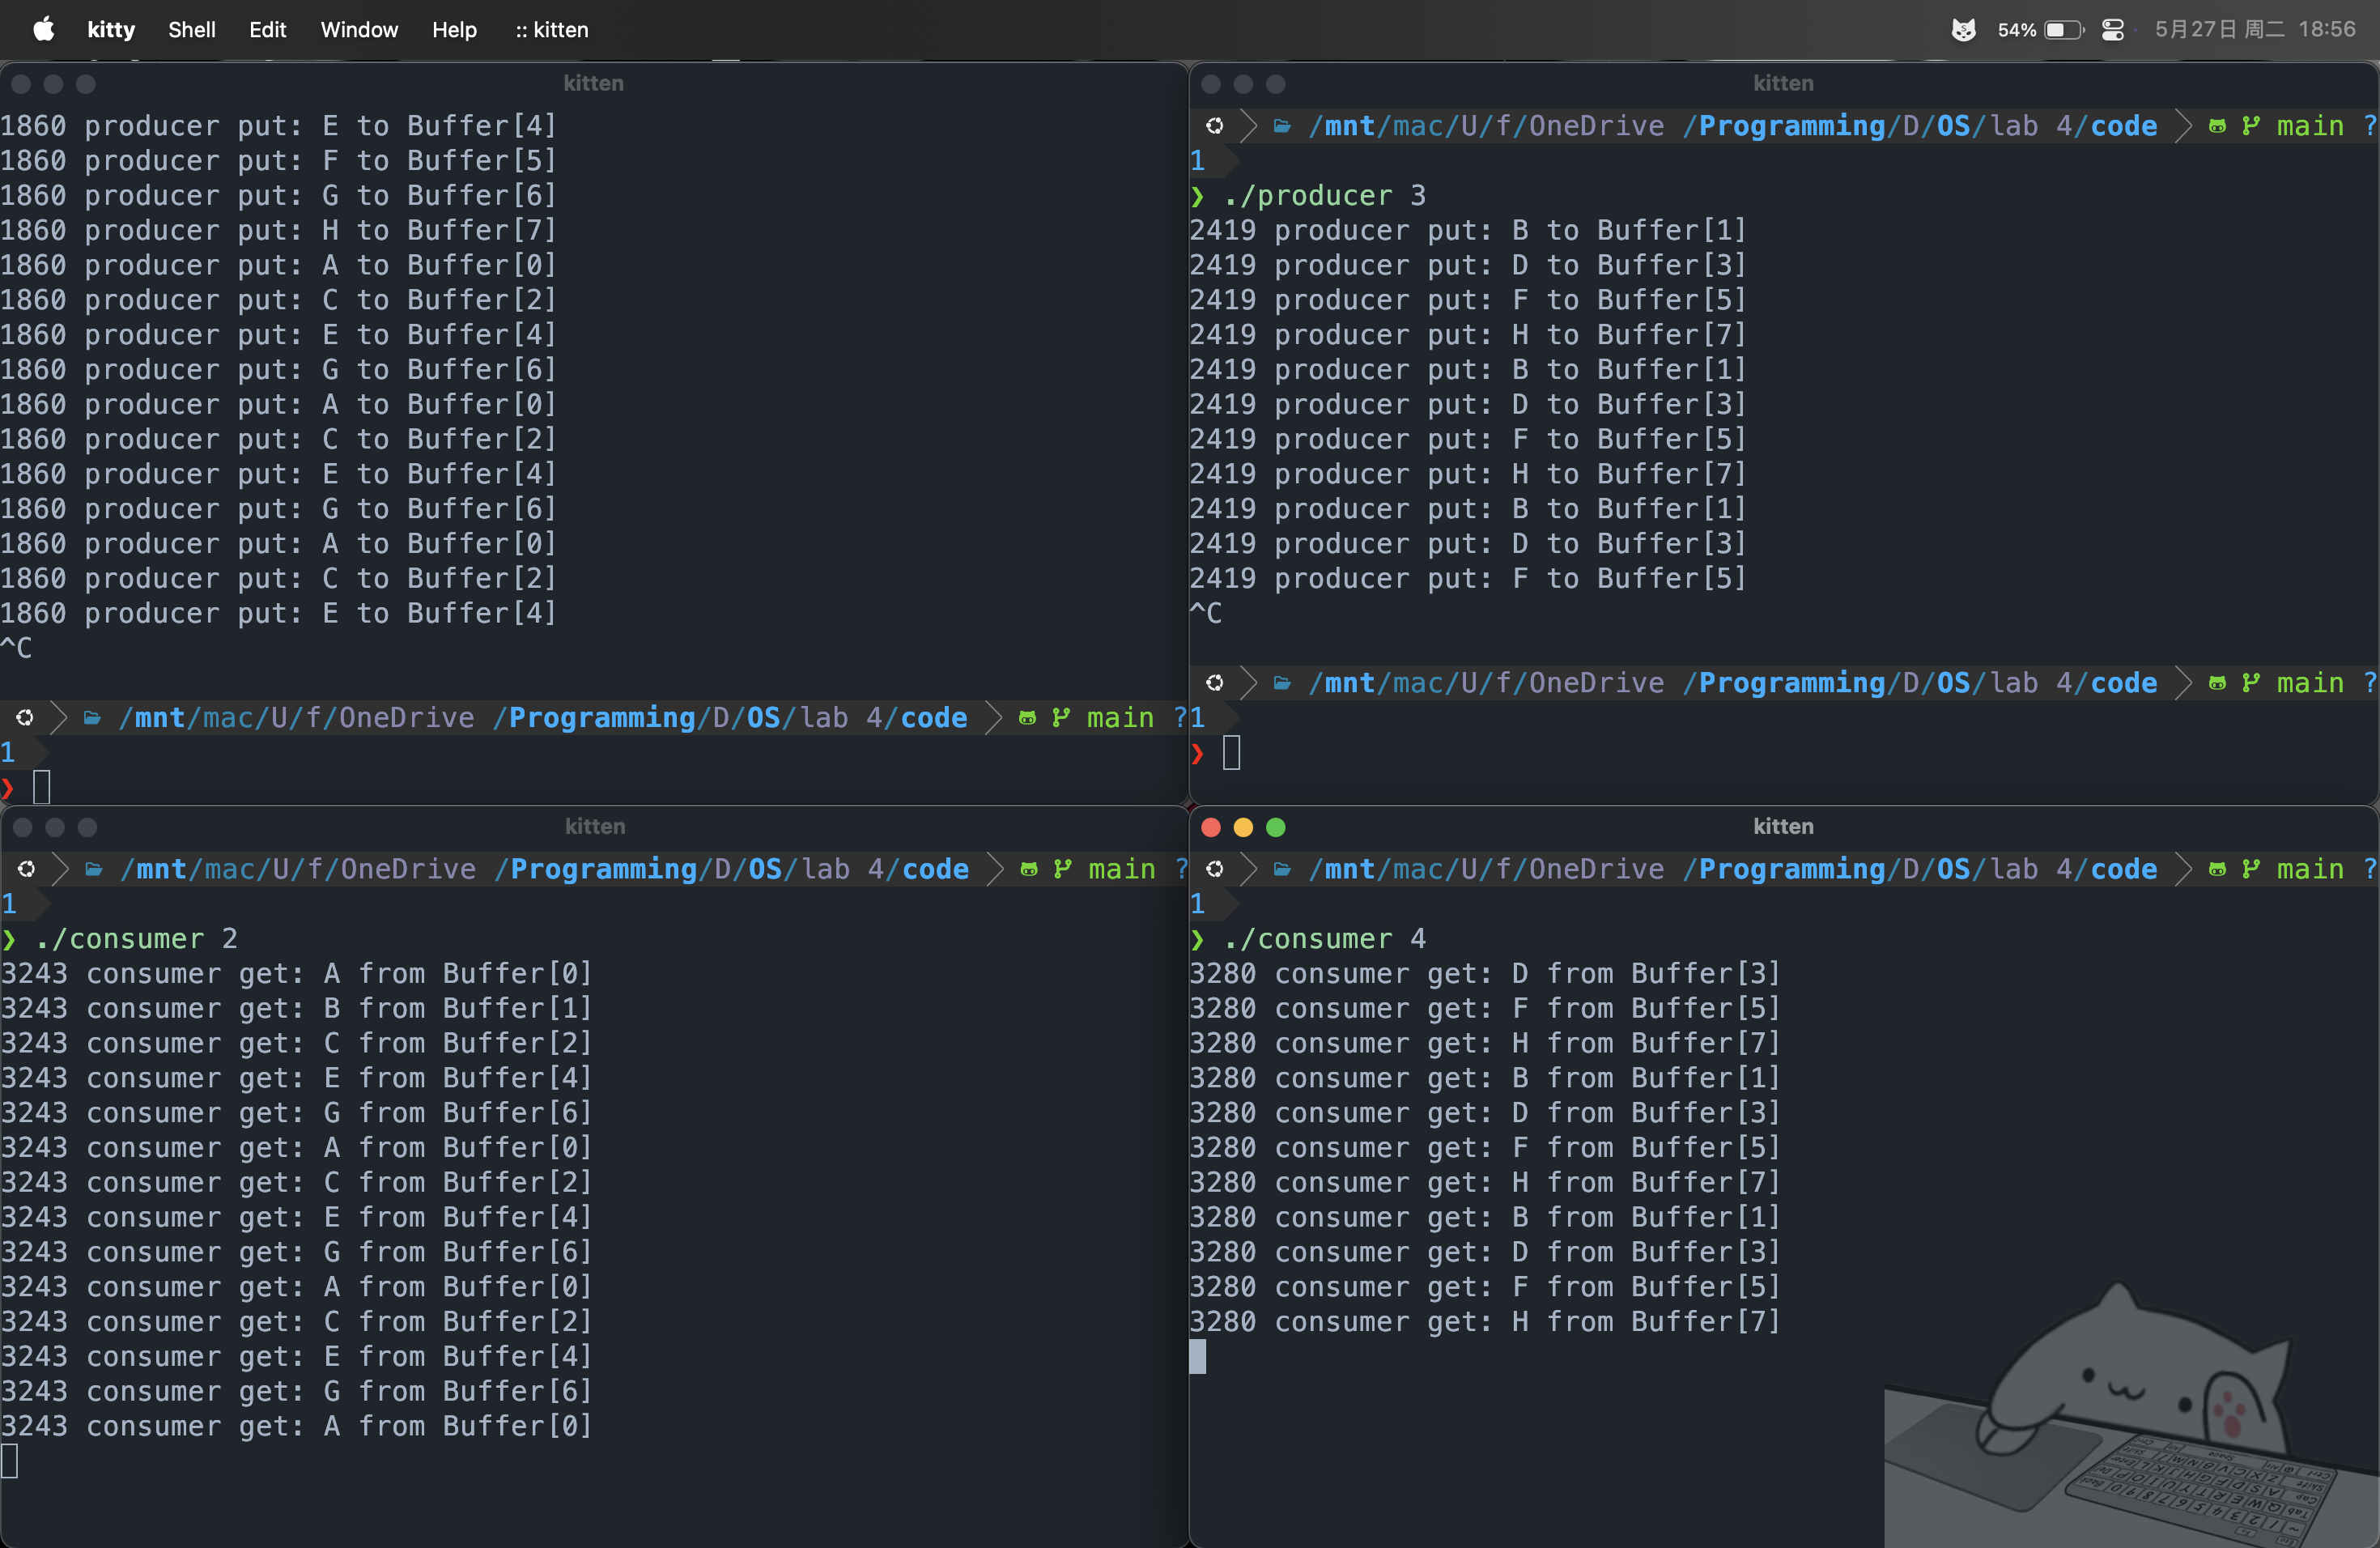 kitty Shell Edit Window Help :: kitten 54% 5月27日 周二 18:56
kitten
1860 producer put: E to Buffer[4]
1860 producer put: F to Buffer[5]
1860 producer put: G to Buffer[6]
1860 producer put: H to Buffer[7]
1860 producer put: A to Buffer[0]
1860 producer put: C to Buffer[2]
1860 producer put: E to Buffer[4]
1860 producer put: G to Buffer[6]
1860 producer put: A to Buffer[0]
1860 producer put: C to Buffer[2]
1860 producer put: E to Buffer[4]
1860 producer put: G to Buffer[6]
1860 producer put: A to Buffer[0]
1860 producer put: C to Buffer[2]
1860 producer put: E to Buffer[4]
^C
/mnt/mac/U/f/OneDrive /Programming/D/OS/lab 4/code main ?
1
❯
kitten
/mnt/mac/U/f/OneDrive /Programming/D/OS/lab 4/code main ?
1
❯ ./producer 3
2419 producer put: B to Buffer[1]
2419 producer put: D to Buffer[3]
2419 producer put: F to Buffer[5]
2419 producer put: H to Buffer[7]
2419 producer put: B to Buffer[1]
2419 producer put: D to Buffer[3]
2419 producer put: F to Buffer[5]
2419 producer put: H to Buffer[7]
2419 producer put: B to Buffer[1]
2419 producer put: D to Buffer[3]
2419 producer put: F to Buffer[5]
^C
/mnt/mac/U/f/OneDrive /Programming/D/OS/lab 4/code main ?
1
❯
kitten
/mnt/mac/U/f/OneDrive /Programming/D/OS/lab 4/code main ?
1
❯ ./consumer 2
3243 consumer get: A from Buffer[0]
3243 consumer get: B from Buffer[1]
3243 consumer get: C from Buffer[2]
3243 consumer get: E from Buffer[4]
3243 consumer get: G from Buffer[6]
3243 consumer get: A from Buffer[0]
3243 consumer get: C from Buffer[2]
3243 consumer get: E from Buffer[4]
3243 consumer get: G from Buffer[6]
3243 consumer get: A from Buffer[0]
3243 consumer get: C from Buffer[2]
3243 consumer get: E from Buffer[4]
3243 consumer get: G from Buffer[6]
3243 consumer get: A from Buffer[0]
kitten
/mnt/mac/U/f/OneDrive /Programming/D/OS/lab 4/code main ?
1
❯ ./consumer 4
3280 consumer get: D from Buffer[3]
3280 consumer get: F from Buffer[5]
3280 consumer get: H from Buffer[7]
3280 consumer get: B from Buffer[1]
3280 consumer get: D from Buffer[3]
3280 consumer get: F from Buffer[5]
3280 consumer get: H from Buffer[7]
3280 consumer get: B from Buffer[1]
3280 consumer get: D from Buffer[3]
3280 consumer get: F from Buffer[5]
3280 consumer get: H from Buffer[7]